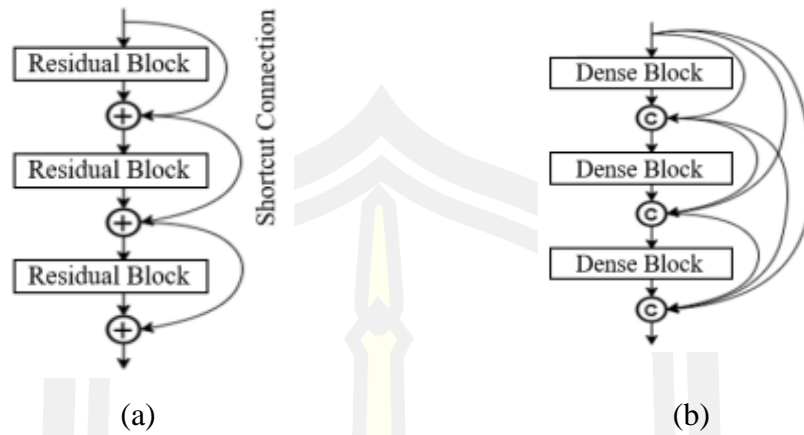 Residual Block
+
Residual Block
+
Residual Block
+
Shortcut Connection
(a)
Dense Block
C
Dense Block
C
Dense Block
C
(b)